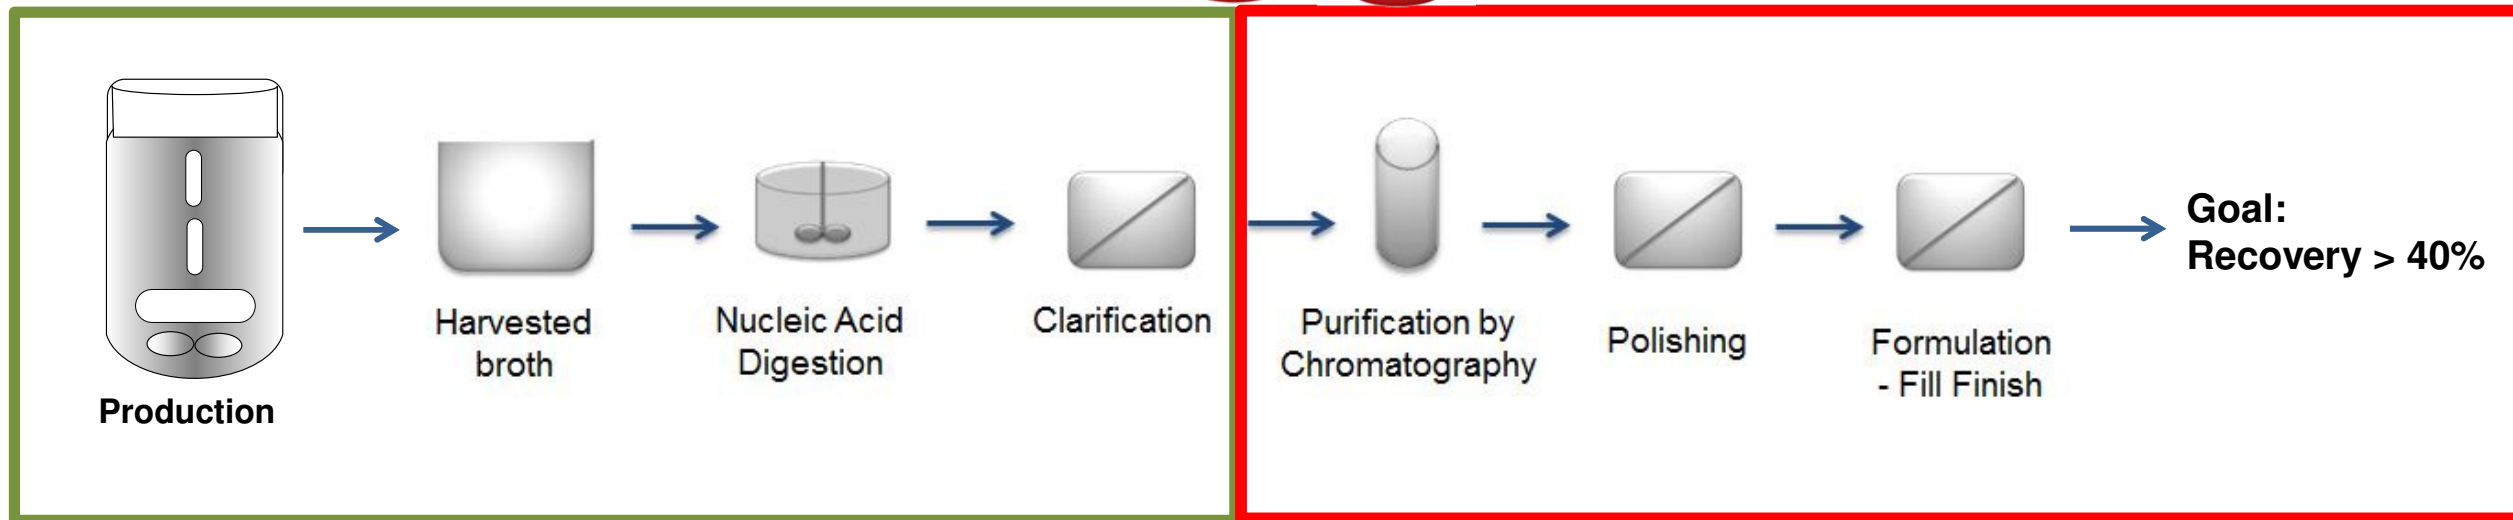 Production
Harvested
broth
Nucleic Acid
Digestion
Clarification
Purification by
Chromatography
Polishing
Formulation
- Fill Finish
Goal:
Recovery > 40%